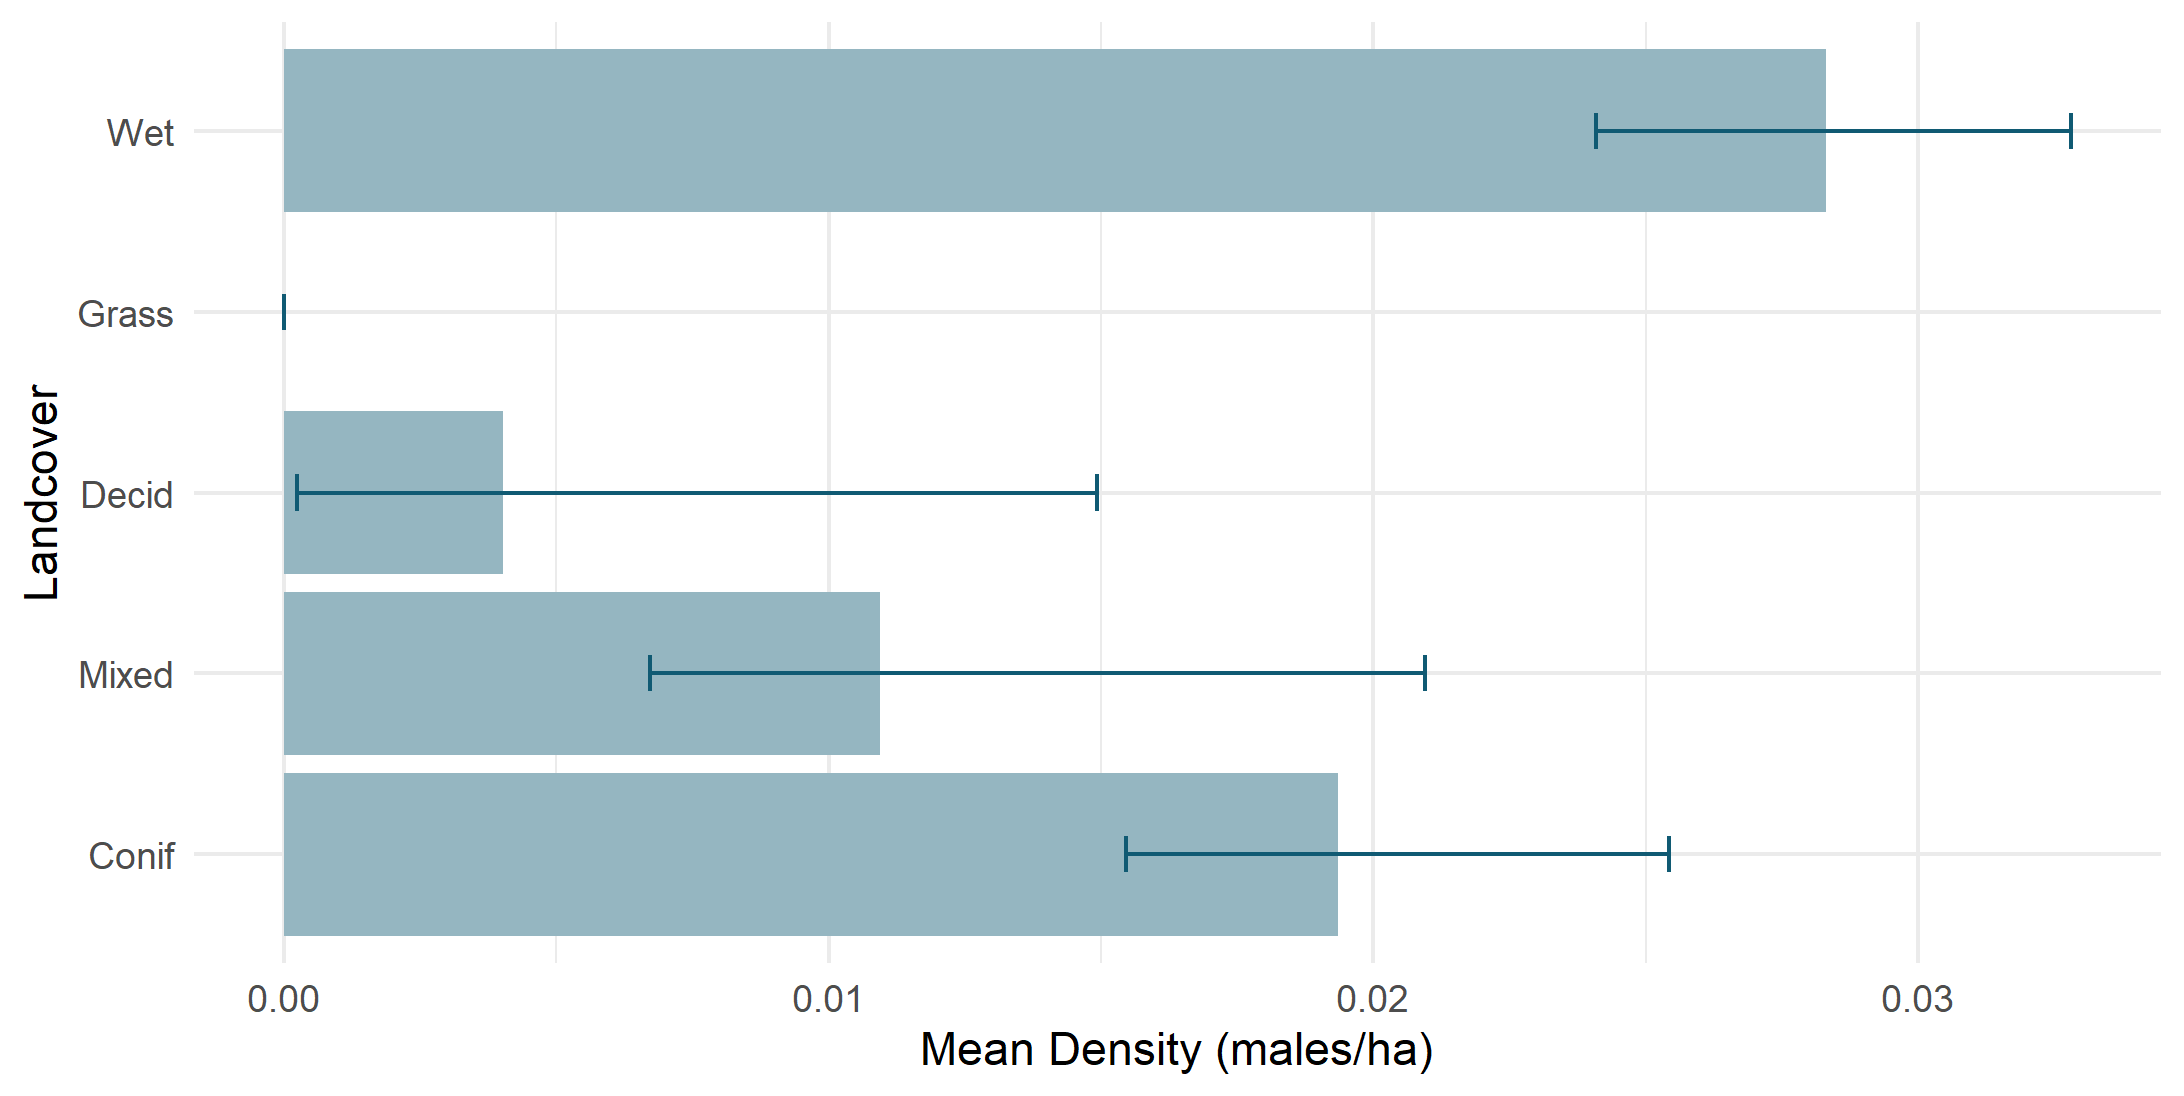 Landcover
Wet
Grass
Decid
Mixed
Conif
0.00 0.01 0.02 0.03
Mean Density (males/ha)